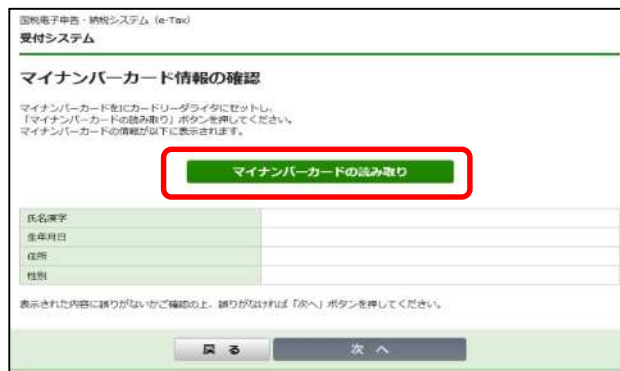 国税電子申告・納税システム（e-Tax）
受付システム
マイナンバーカード情報の確認
マイナンバーカードをICカードリーダライタにセットし、
「マイナンバーカードの読み取り」ボタンを押してください。
マイナンバーカードの情報が以下に表示されます。
マイナンバーカードの読み取り
氏名漢字
生年月日
住所
性別
表示された内容に誤りがないかご確認の上、誤りがなければ「次へ」ボタンを押してください。
戻 る
次 へ